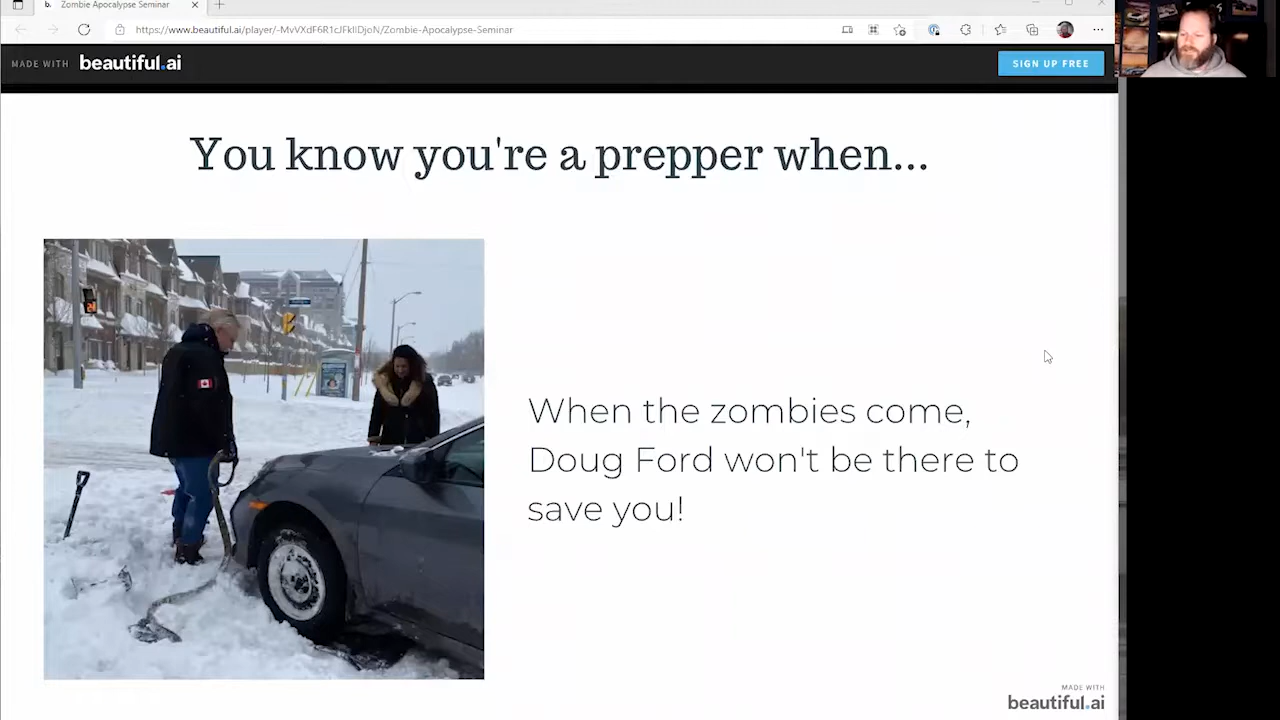 Zombie Apocalypse Seminar
https://www.beautiful.ai/player/-MvVXdF6R1cJFkliDjoN/Zombie-Apocalypse-Seminar
MADE WITH beautiful.ai
SIGN UP FREE
You know you're a prepper when...
When the zombies come,
Doug Ford won't be there to
save you!
MADE WITH
beautiful.ai